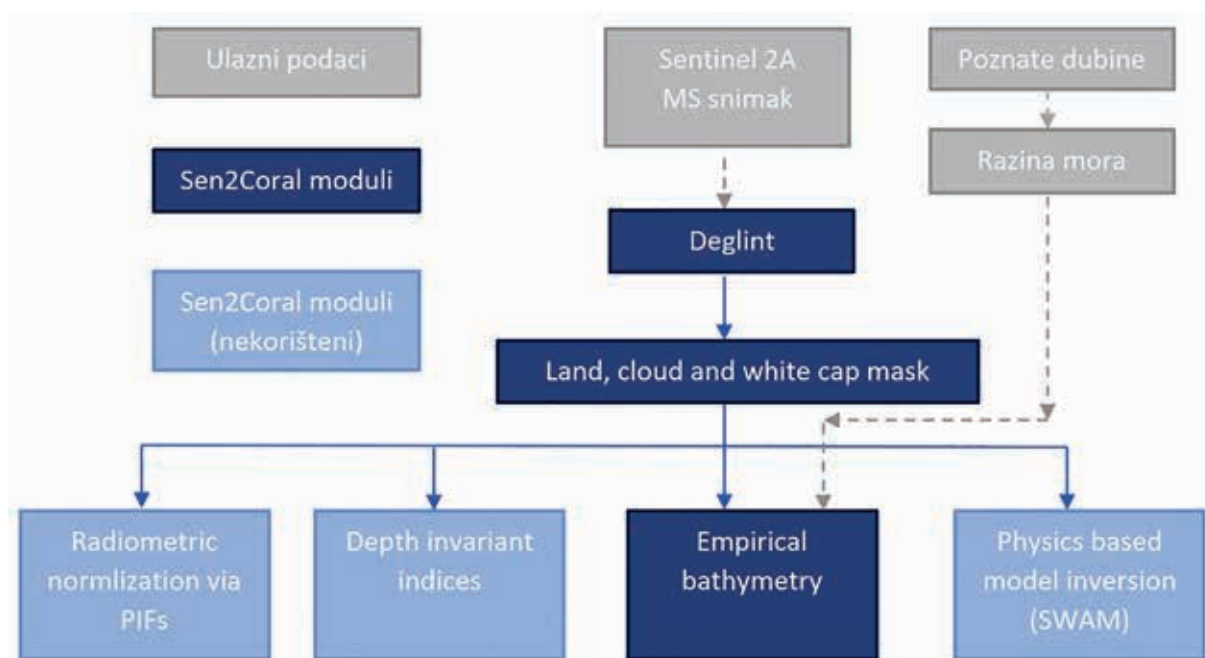 Ulazni podaci
Sen2Coral moduli
Sen2Coral moduli
(nekorišteni)
Sentinel 2A
MS snimak
Poznate dubine
Razina mora
Deglint
Land, cloud and white cap mask
Radiometric
normlization via
PIFs
Depth invariant
indices
Empirical
bathymetry
Physics based
model inversion
(SWAM)